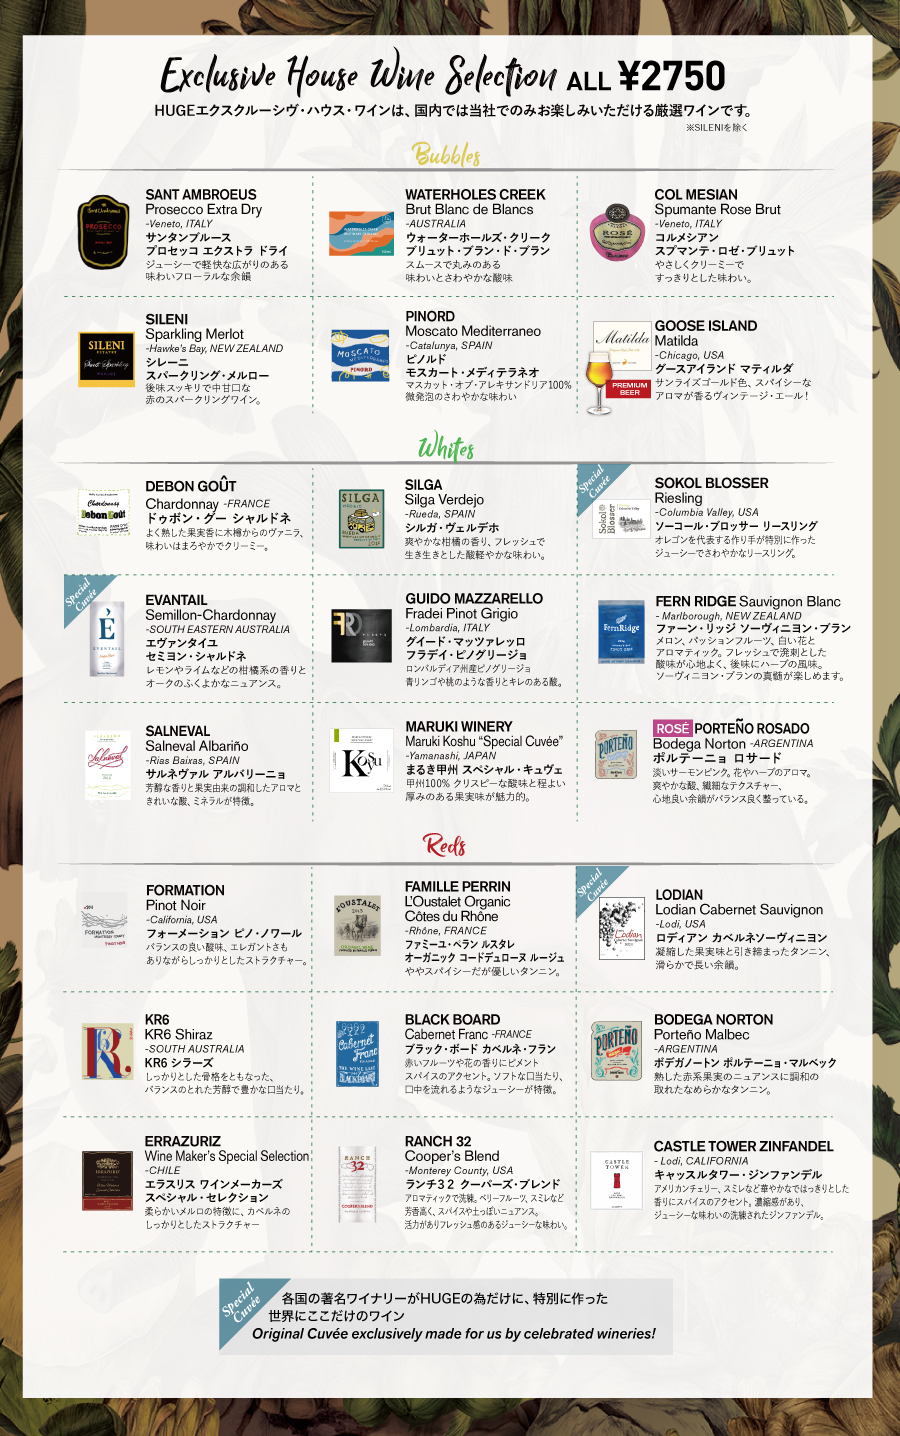 Exclusive House Wine Selection ALL ¥2750
HUGEエクスクルーシヴ・ハウス・ワインは、国内では当社でのみお楽しみいただける厳選ワインです。
※SILENIを除く
Bubbles
SANT AMBROEUS
Prosecco Extra Dry
-Veneto, ITALY
サンタンブルース
プロセッコ エクストラ ドライ
ジューシーで軽快な広がりのある
味わいフローラルな余韻
WATERHOLES CREEK
Brut Blanc de Blancs
-AUSTRALIA
ウォーターホールズ・クリーク
ブリュット・ブラン・ド・ブラン
スムースで丸みのある
味わいとさわやかな酸味
ROSÉ
COL MESIAN
Spumante Rose Brut
-Veneto, ITALY
コルメシアン
スプマンテ・ロゼ・ブリュット
やさしくクリーミーで
すっきりとした味わい。
SILENI
ESTATES
SILENI
Sparkling Merlot
-Hawke's Bay, NEW ZEALAND
シレーニ
スパークリング・メルロー
後味スッキリで中甘口な
赤のスパークリングワイン。
MOSCATO
PINORD
PINORD
Moscato Mediterraneo
-Catalunya, SPAIN
ピノルド
モスカート・メディテラネオ
マスカット・オブ・アレキサンドリア100%
微発泡のさわやかな味わい
Matilda
PREMIUM
BEER
GOOSE ISLAND
Matilda
-Chicago, USA
グースアイランド マティルダ
サンライズゴールド色、スパイシーな
アロマが香るヴィンテージ・エール!
Whites
Chardonnay
Debon Goût
DEBON GOÛT
Chardonnay -FRANCE
ドゥボン・グー シャルドネ
よく熟した果実香に木樽からのヴァニラ、
味わいはまろやかでクリーミー。
SILGA
SILGA
Silga Verdejo
-Rueda, SPAIN
シルガ・ヴェルデホ
爽やかな柑橘の香り、フレッシュで
生き生きとした酸軽やかな味わい。
Special
Cuvée
Sokol
Blosser
SOKOL BLOSSER
Riesling
-Columbia Valley, USA
ソーコール・ブロッサー リースリング
オレゴンを代表する作り手が特別に作った
ジューシーでさわやかなリースリング。
Special
Cuvée
È
EVANTAIL
EVANTAIL
Semillon-Chardonnay
-SOUTH EASTERN AUSTRALIA
エヴァンタイユ
セミヨン・シャルドネ
レモンやライムなどの柑橘系の香りと
オークのふくよかなニュアンス。
GUIDO MAZZARELLO
Fradei Pinot Grigio
-Lombardia, ITALY
グイード・マッツァレッロ
フラデイ・ピノグリージョ
ロンバルディア州産ピノグリージョ
青リンゴや桃のような香りとキレのある酸。
FernRidge
FERN RIDGE Sauvignon Blanc
- Marlborough, NEW ZEALAND
ファーン・リッジ ソーヴィニヨン・ブラン
メロン、パッションフルーツ、白い花と
アロマティック。フレッシュで溌剌とした
酸味が心地よく、後味にハーブの風味。
ソーヴィニヨン・ブランの真髄が楽しめます。
Salneval
SALNEVAL
Salneval Albariño
-Rias Baixas, SPAIN
サルネヴァル アルバリーニョ
芳醇な香りと果実由来の調和したアロマと
きれいな酸、ミネラルが特徴。
Koshu
MARUKI WINERY
Maruki Koshu “Special Cuvée”
-Yamanashi, JAPAN
まるき甲州 スペシャル・キュヴェ
甲州100% クリスピーな酸味と程よい
厚みのある果実味が魅力的。
PORTEÑO
ROSÉ PORTEÑO ROSADO
Bodega Norton -ARGENTINA
ポルテーニョ ロサード
淡いサーモンピンク。花やハーブのアロマ。
爽やかな酸、繊細なテクスチャー、
心地良い余韻がバランス良く整っている。
Reds
FORMATION
PINOT NOIR
FORMATION
Pinot Noir
-California, USA
フォーメーション ピノ・ノワール
バランスの良い酸味、エレガントさも
ありながらしっかりとしたストラクチャー。
L'OUSTALET
2015
FAMILLE PERRIN
L'Oustalet Organic
Côtes du Rhône
-Rhône, FRANCE
ファミーユ・ペラン ルスタレ
オーガニック コードデュローヌ ルージュ
ややスパイシーだが優しいタンニン。
Special
Cuvée
Lodian
LODIAN
Lodian Cabernet Sauvignon
-Lodi, USA
ロディアン カベルネソーヴィニヨン
凝縮した果実味と引き締まったタンニン、
滑らかで長い余韻。
KR6
KR6 Shiraz
-SOUTH AUSTRALIA
KR6 シラーズ
しっかりとした骨格をともなった、
バランスのとれた芳醇で豊かな口当たり。
Cabernet
Franc
BLACKBOARD
BLACK BOARD
Cabernet Franc -FRANCE
ブラック・ボード カベルネ・フラン
赤いフルーツや花の香りにピメント
スパイスのアクセント。ソフトな口当たり、
口中を流れるようなジューシーが特徴。
PORTEÑO
BODEGA NORTON
Porteño Malbec
-ARGENTINA
ボデガノートン ポルテーニョ・マルベック
熟した赤系果実のニュアンスに調和の
取れたなめらかなタンニン。
ERRAZURIZ
Wine Maker's Special Selection
-CHILE
エラスリス ワインメーカーズ
スペシャル・セレクション
柔らかいメルロの特徴に、カベルネの
しっかりとしたストラクチャー
RANCH
32
COOPER'S BLEND
RANCH 32
Cooper's Blend
-Monterey County, USA
ランチ3２ クーパーズ・ブレンド
アロマティックで洗練。ベリーフルーツ、スミレなど
芳香高く、スパイスや土っぽいニュアンス。
活力がありフレッシュ感のあるジューシーな味わい。
CASTLE
TOWER
CASTLE TOWER ZINFANDEL
- Lodi, CALIFORNIA
キャッスルタワー・ジンファンデル
アメリカンチェリー、スミレなど華やかなではっきりとした
香りにスパイスのアクセント。濃縮感があり、
ジューシーな味わいの洗練されたジンファンデル。
Special
Cuvée
各国の著名ワイナリーがHUGEの為だけに、特別に作った
世界にここだけのワイン
Original Cuvée exclusively made for us by celebrated wineries!